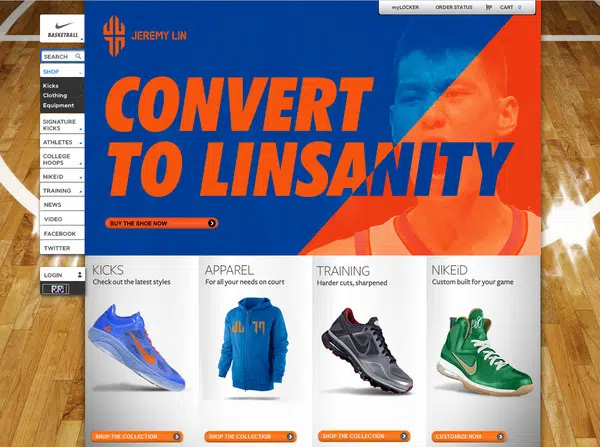 myLOCKER
ORDER STATUS
CART 0
BASKETBALL
SEARCH
SHOP
Kicks
Clothing
Equipment
SIGNATURE
KICKS
ATHLETES
COLLEGE
HOOPS
NIKEiD
TRAINING
NEWS
VIDEO
FACEBOOK
TWITTER
LOGIN
JEREMY LIN
CONVERT
TO LINSANITY
BUY THE SHOE NOW
KICKS
Check out the latest styles
SHOP THE COLLECTION
APPAREL
For all your needs on court
SHOP THE COLLECTION
TRAINING
Harder cuts, sharpened
SHOP THE COLLECTION
NIKEiD
Custom built for your game
CUSTOMIZE NOW